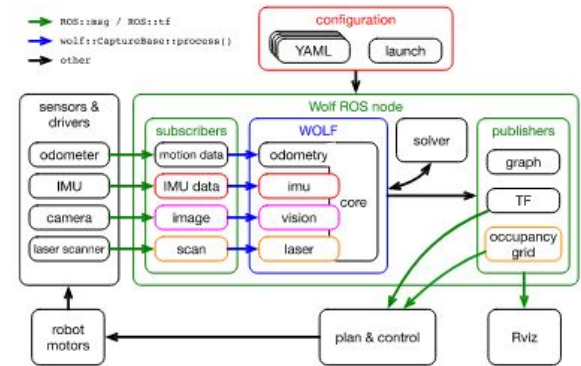 ROS::msg / ROS::tf
wolf::CaptureBase::process()
other
configuration
YAML
launch
sensors &
drivers
odometer
IMU
camera
laser scanner
Wolf ROS node
subscribers
motion data
IMU data
image
scan
WOLF
odometry
imu
vision
laser
core
solver
publishers
graph
TF
occupancy
grid
robot
motors
plan & control
Rviz